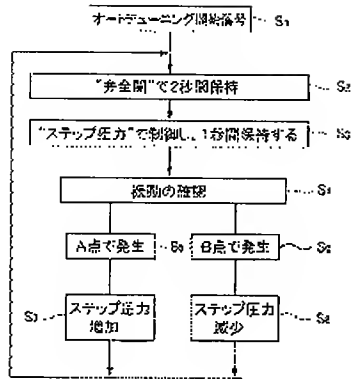 オートデューニング開始信号 S1
"弁全閉"で2秒間保持 S2
"ステップ圧力"で制御し、1秒間保持する S3
振動の確認 S4
A点で発生 S5 B点で発生 S6
S7 ステップ圧力
増加
ステップ圧力
減少 S8